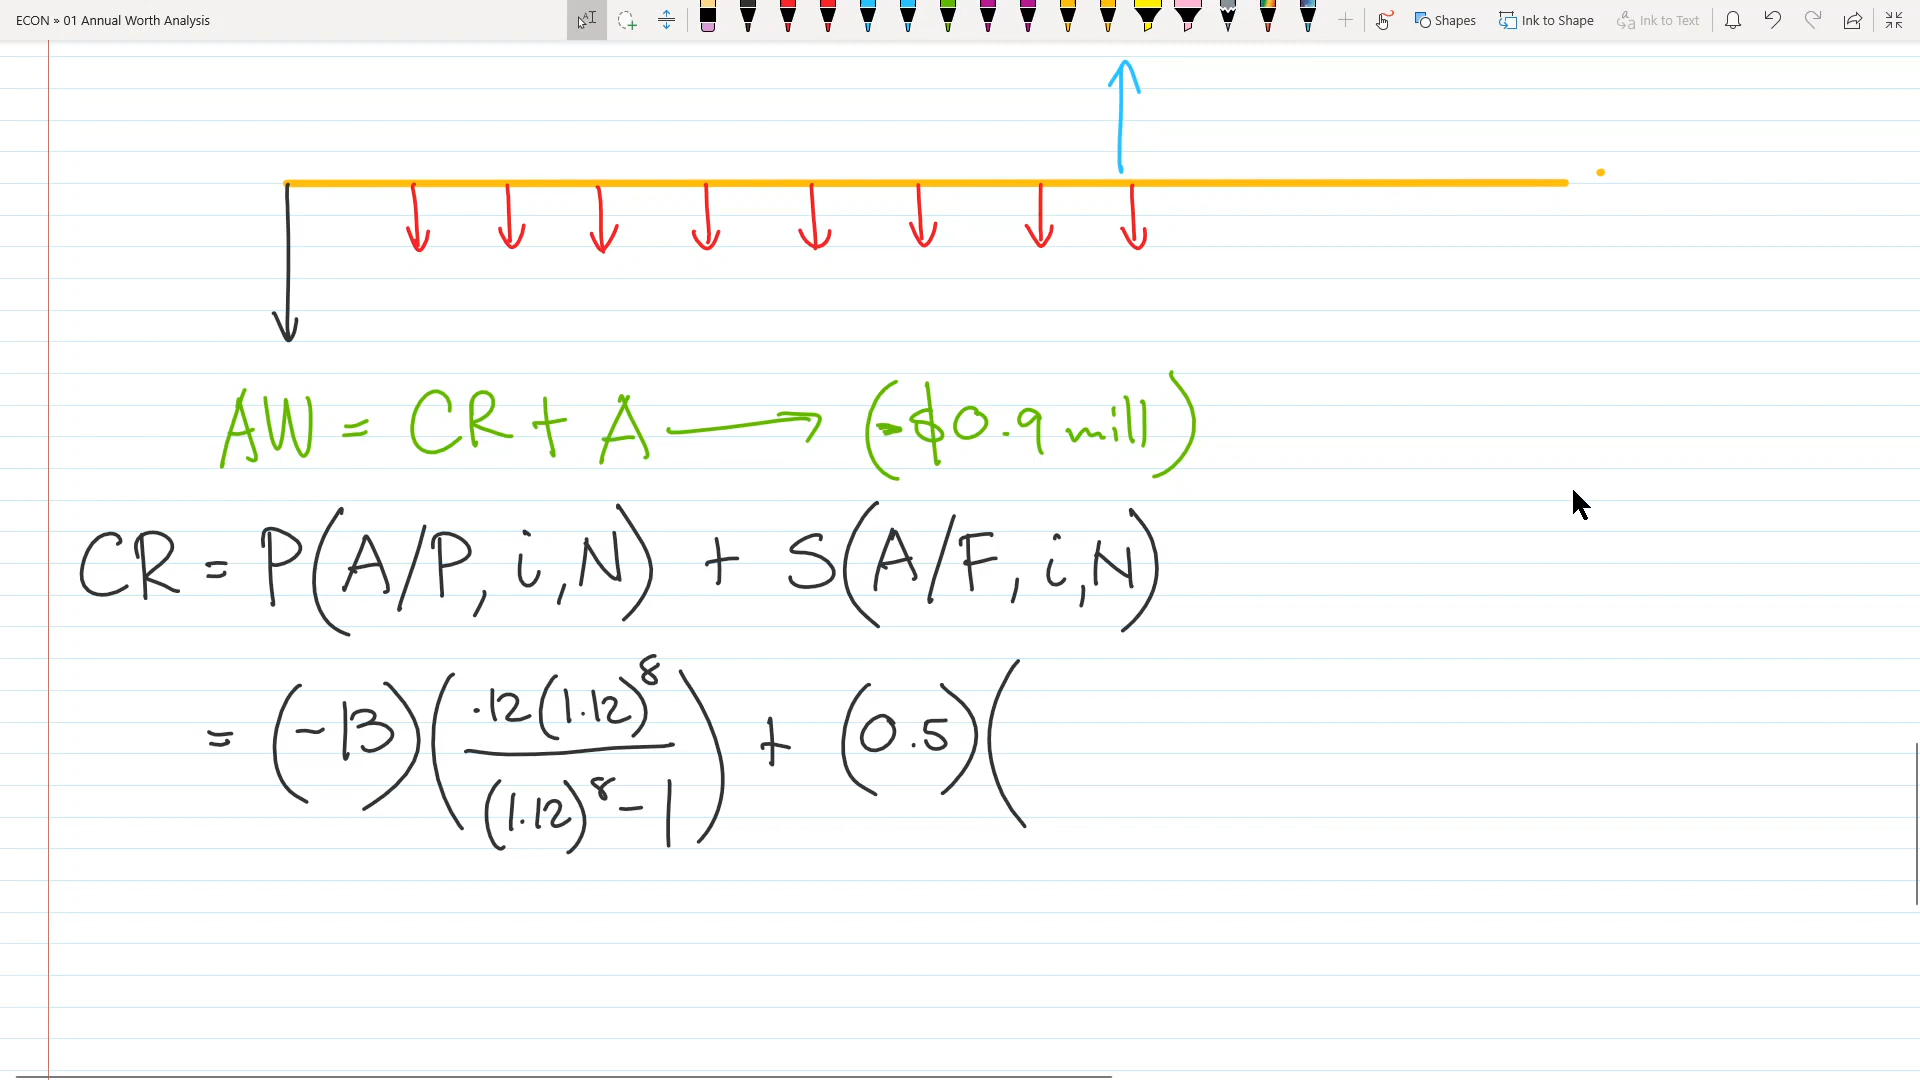 ECON » 01 Annual Worth Analysis
Shapes
Ink to Shape
Ink to Text
AW = CR + A → (-$0.9 mill)
CR = P(A/P, i, N) + S(A/F, i, N)
= (-13)(.12(1.12)^8 / (1.12)^8 - 1) + (0.5)(